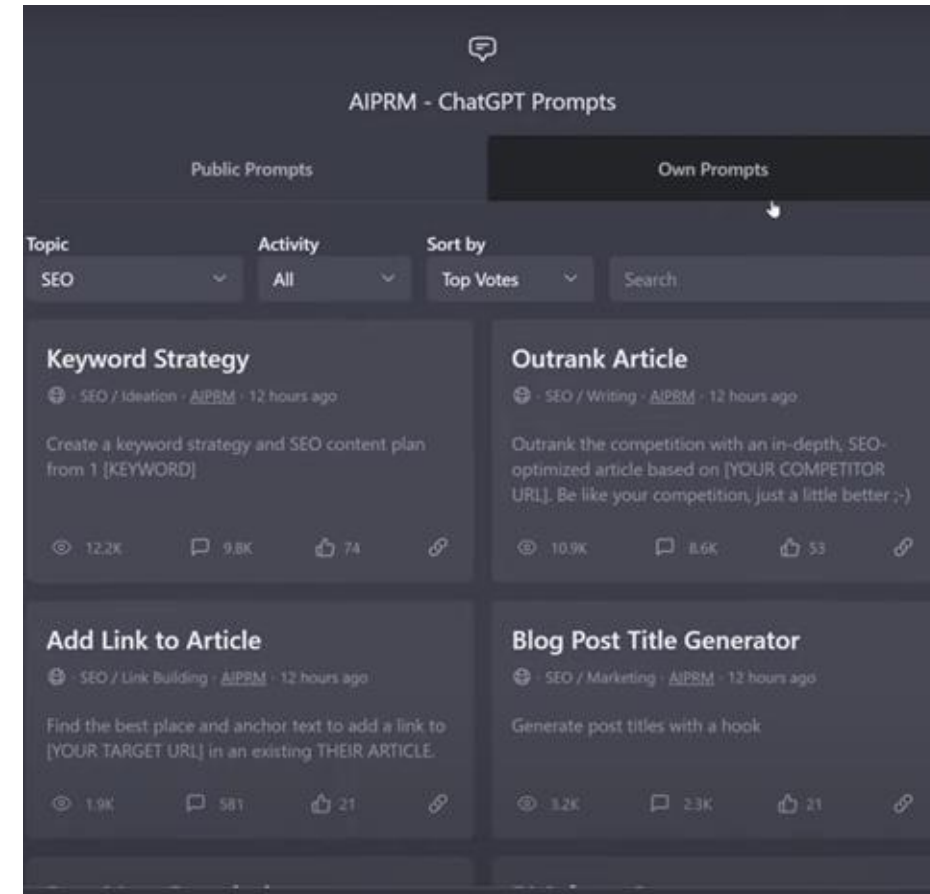 AIPRM - ChatGPT Prompts
Public Prompts
Own Prompts
Topic
Activity
Sort by
SEO
All
Top Votes
Search
Keyword Strategy
SEO / Ideation · AIPRM · 12 hours ago
Create a keyword strategy and SEO content plan
from 1 [KEYWORD]
12.2K 9.8K 74
Outrank Article
SEO / Writing · AIPRM · 12 hours ago
Outrank the competition with an in-depth, SEO-
optimized article based on [YOUR COMPETITOR
URL]. Be like your competition, just a little better ;-)
10.9K 8.6K 53
Add Link to Article
SEO / Link Building · AIPRM · 12 hours ago
Find the best place and anchor text to add a link to
[YOUR TARGET URL] in an existing THEIR ARTICLE.
1.9K 581 21
Blog Post Title Generator
SEO / Marketing · AIPRM · 12 hours ago
Generate post titles with a hook
3.2K 2.3K 21